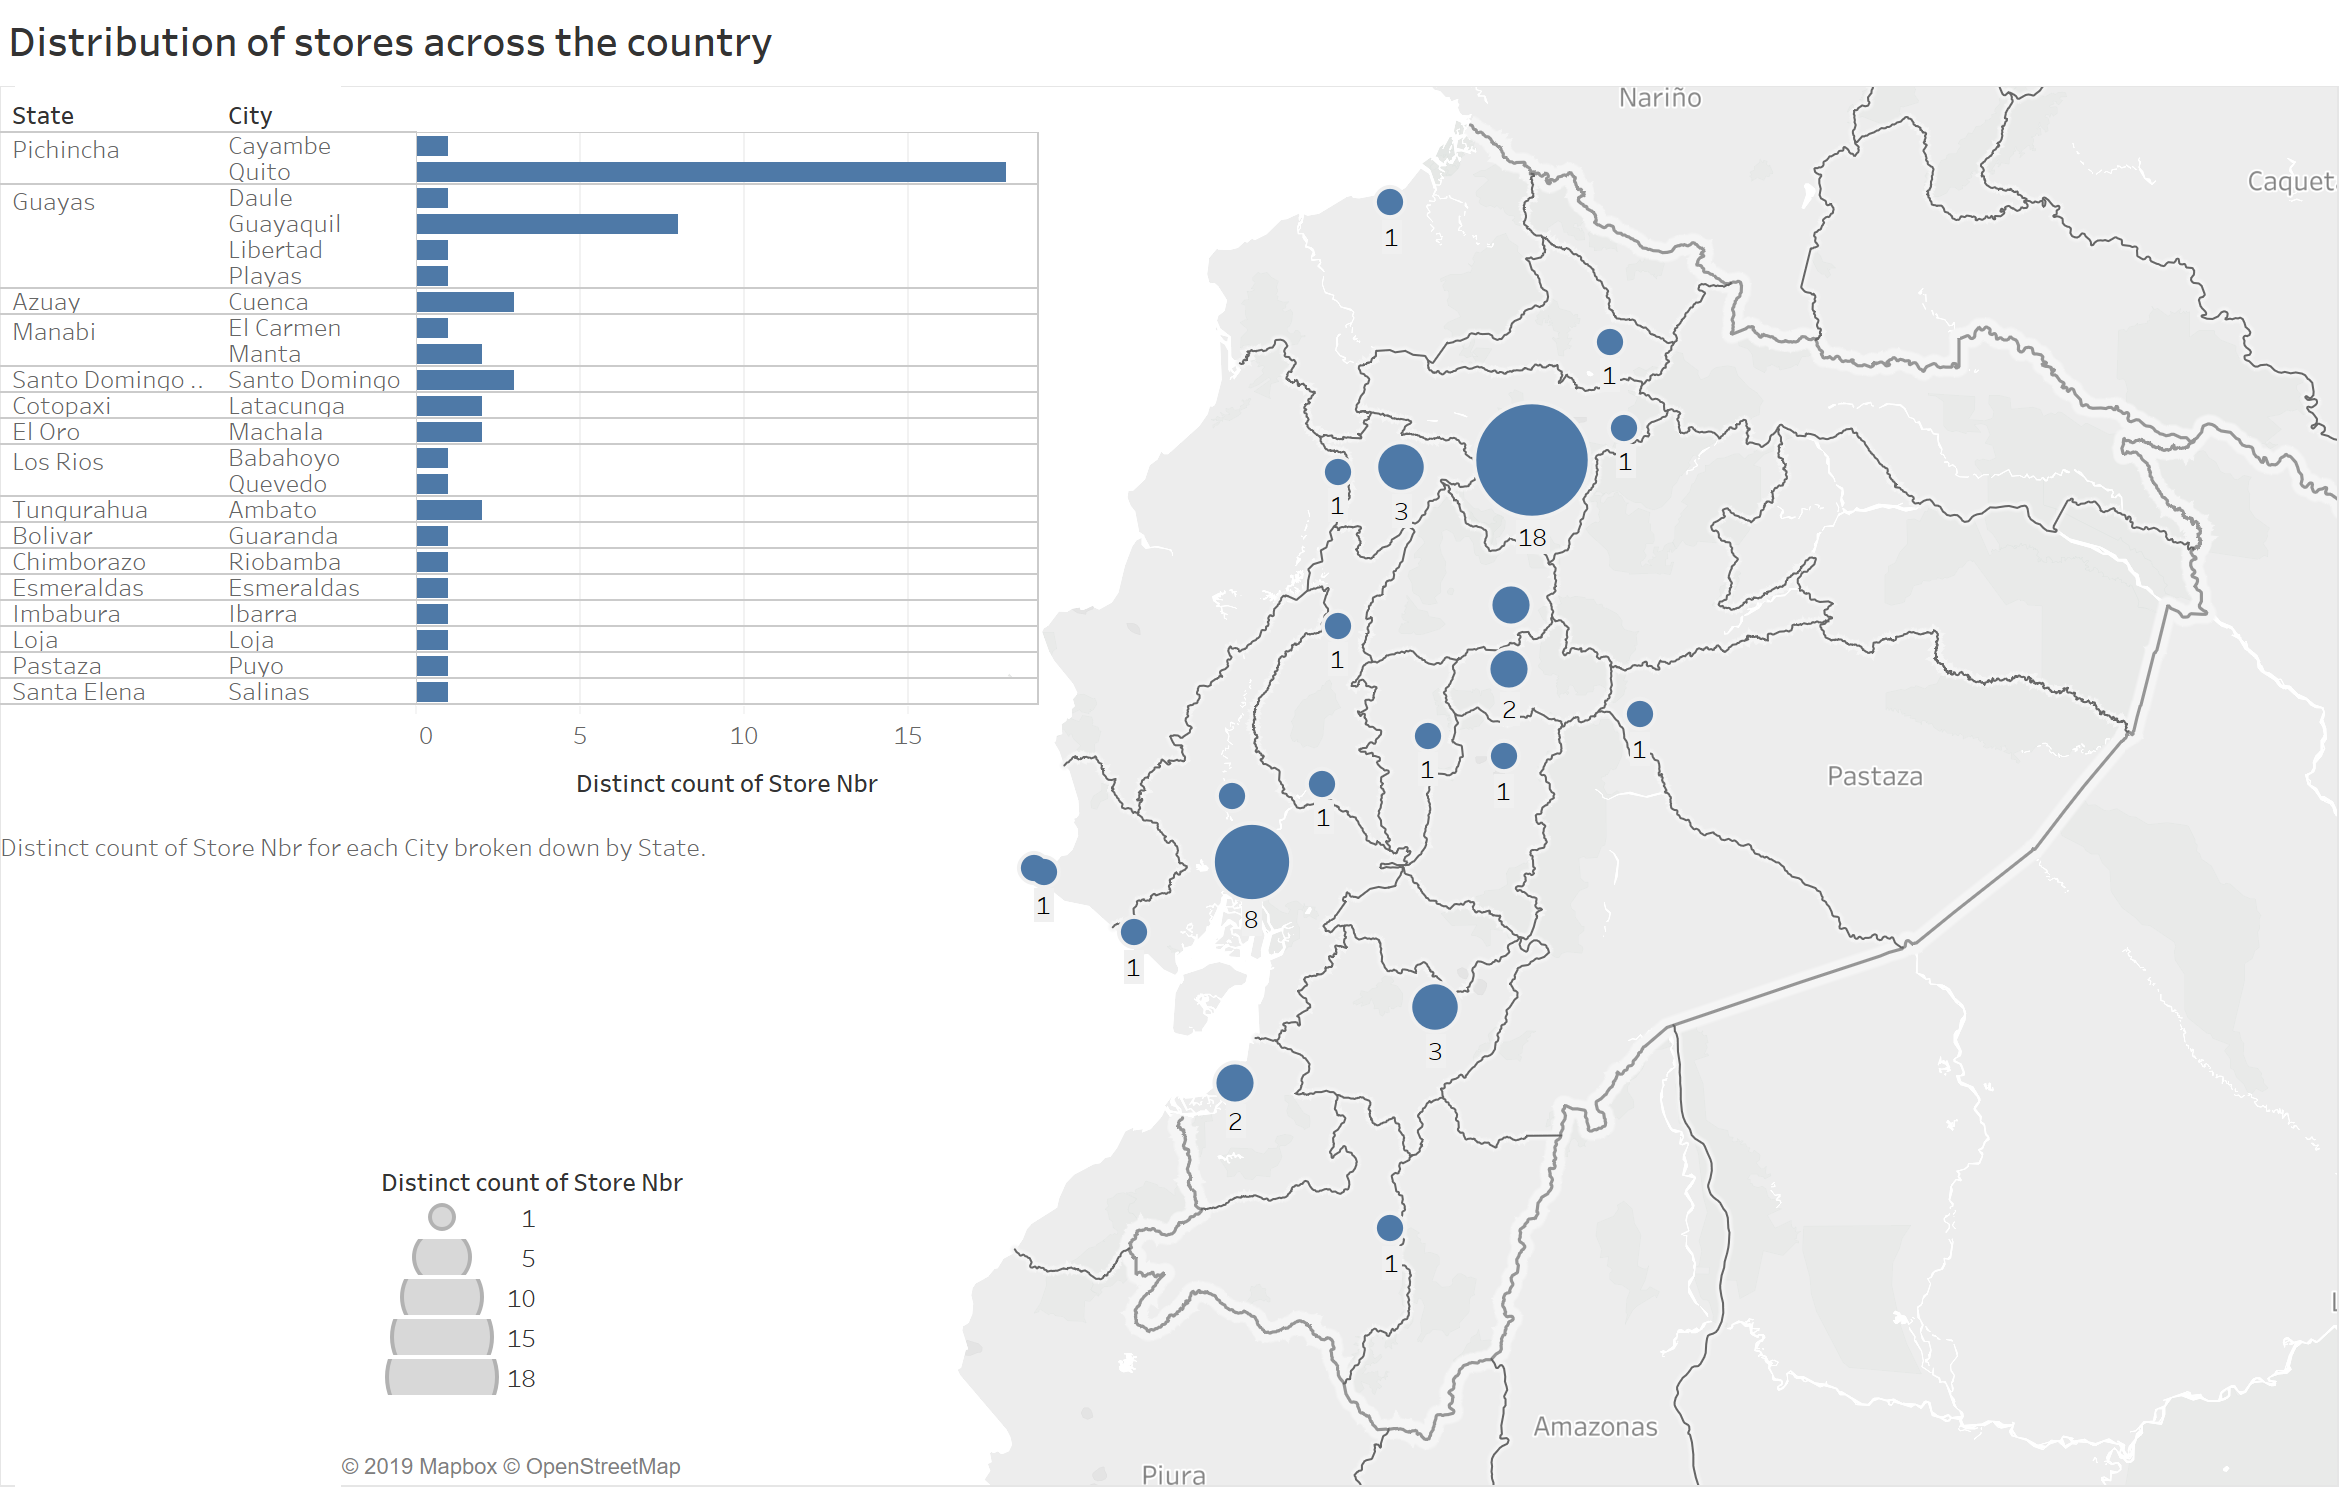 Distribution of stores across the country
State City
Pichincha Cayambe
Quito
Guayas Daule
Guayaquil
Libertad
Playas
Azuay Cuenca
Manabi El Carmen
Manta
Santo Domingo .. Santo Domingo
Cotopaxi Latacunga
El Oro Machala
Los Rios Babahoyo
Quevedo
Tungurahua Ambato
Bolivar Guaranda
Chimborazo Riobamba
Esmeraldas Esmeraldas
Imbabura Ibarra
Loja Loja
Pastaza Puyo
Santa Elena Salinas
0 5 10 15
Distinct count of Store Nbr
Distinct count of Store Nbr for each City broken down by State.
Distinct count of Store Nbr
1
5
10
15
18
© 2019 Mapbox © OpenStreetMap
Nariño
Caquet
1
1
1
1
3
18
1
2
1
1
1
1
Pastaza
1
8
1
3
2
1
L
Amazonas
Piura